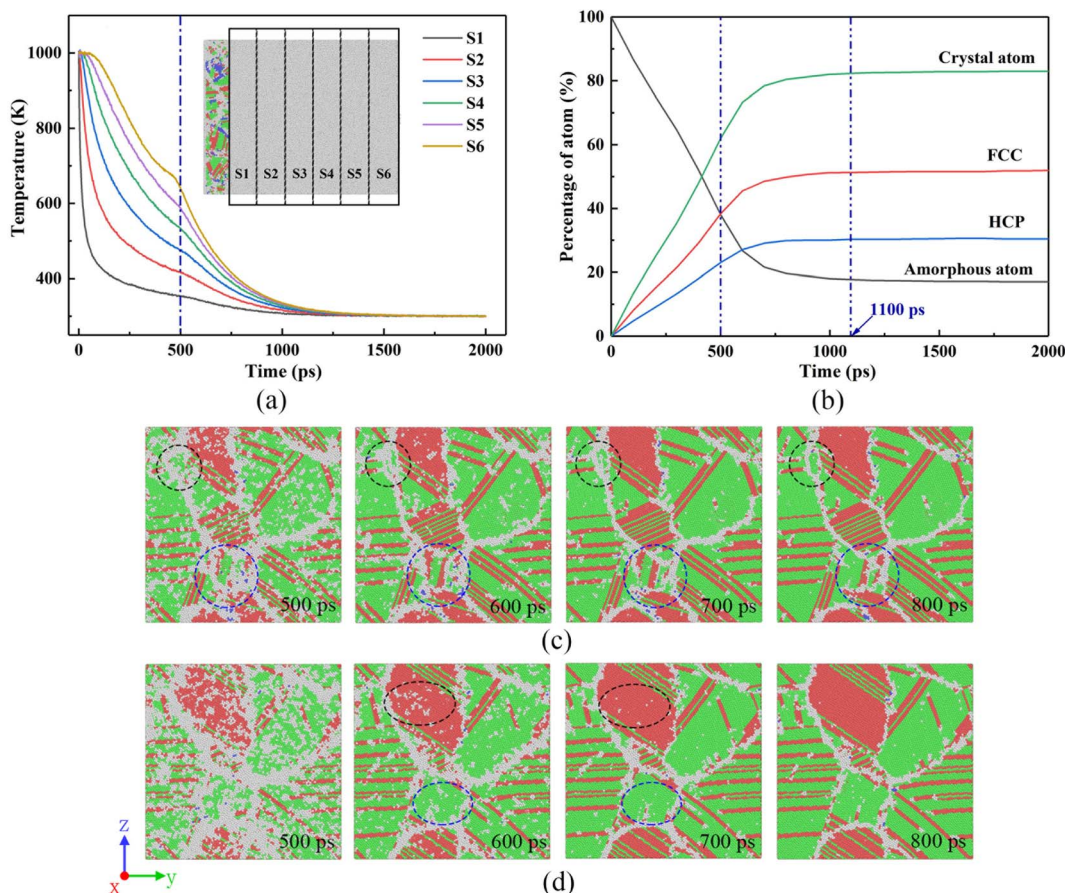 1000
800
600
400
Temperature (K)
0
500
1000
1500
2000
Time (ps)
S1
S2
S3
S4
S5
S6
S1 S2 S3 S4 S5 S6
(a)
100
80
60
40
20
0
Percentage of atom (%)
Crystal atom
FCC
HCP
Amorphous atom
1100 ps
0
500
1000
1500
2000
Time (ps)
(b)
500 ps
600 ps
700 ps
800 ps
(c)
500 ps
600 ps
700 ps
800 ps
z
x
y
(d)